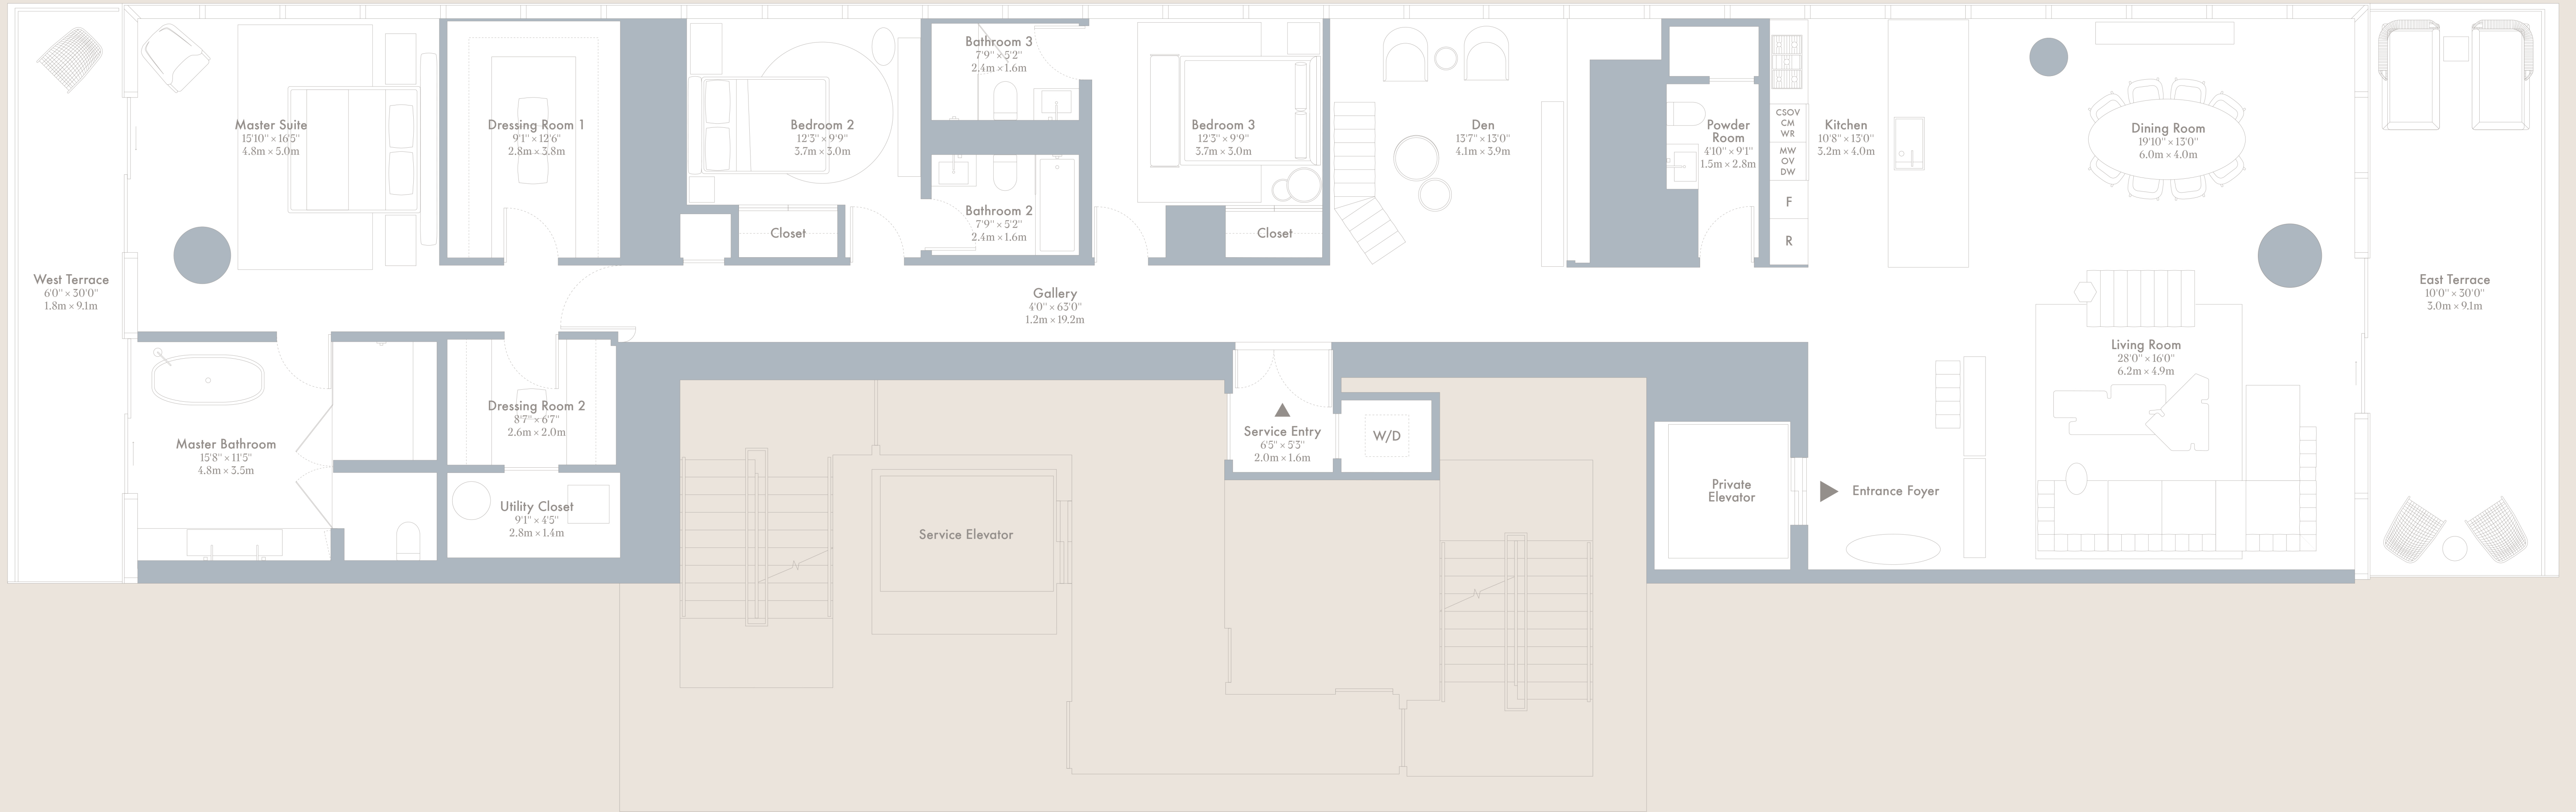 Master Suite
15'10" × 16'5"
4.8m × 5.0m
Dressing Room 1
9'1" × 12'6"
2.8m × 3.8m
Bedroom 2
12'3" × 9'9"
3.7m × 3.0m
Bathroom 3
7'9" × 5'2"
2.4m × 1.6m
Bathroom 2
7'9" × 5'2"
2.4m × 1.6m
Bedroom 3
12'3" × 9'9"
3.7m × 3.0m
Den
13'7" × 13'0"
4.1m × 3.9m
Powder
Room
4'10" × 9'1"
1.5m × 2.8m
CSOV
CM
WR
MW
OV
DW
F
R
Kitchen
10'8" × 13'0"
3.2m × 4.0m
Dining Room
19'10" × 13'0"
6.0m × 4.0m
Closet
Closet
West Terrace
6'0" × 30'0"
1.8m × 9.1m
Gallery
4'0" × 63'0"
1.2m × 19.2m
East Terrace
10'0" × 30'0"
3.0m × 9.1m
Living Room
28'0" × 16'0"
6.2m × 4.9m
Master Bathroom
15'8" × 11'5"
4.8m × 3.5m
Dressing Room 2
8'7" × 6'7"
2.6m × 2.0m
Service Entry
6'5" × 5'3"
2.0m × 1.6m
W/D
Utility Closet
9'1" × 4'5"
2.8m × 1.4m
Service Elevator
Private
Elevator
Entrance Foyer